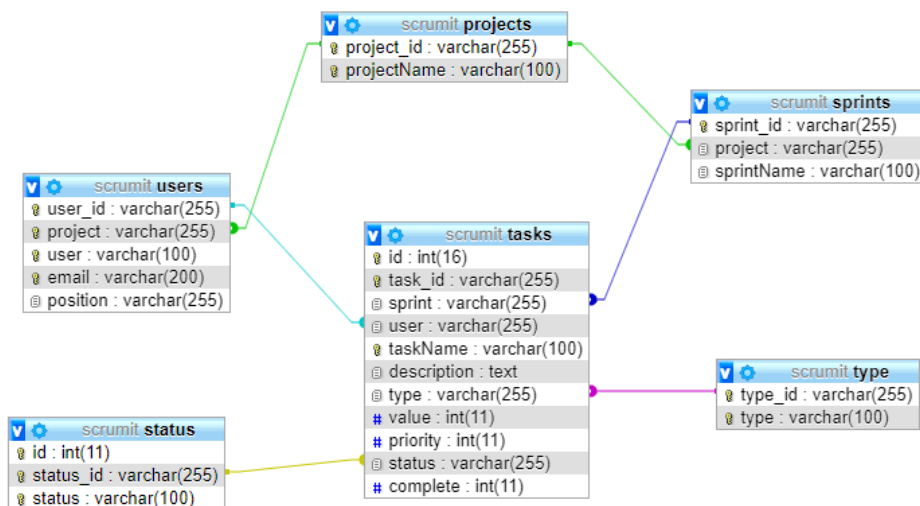 scrumit projects
project_id : varchar(255)
projectName : varchar(100)
scrumit sprints
sprint_id : varchar(255)
project : varchar(255)
sprintName : varchar(100)
scrumit users
user_id : varchar(255)
project : varchar(255)
user : varchar(100)
email : varchar(200)
position : varchar(255)
scrumit tasks
id : int(16)
task_id : varchar(255)
sprint : varchar(255)
user : varchar(255)
taskName : varchar(100)
description : text
type : varchar(255)
# value : int(11)
# priority : int(11)
status : varchar(255)
# complete : int(11)
scrumit type
type_id : varchar(255)
type : varchar(100)
scrumit status
id : int(11)
status_id : varchar(255)
status : varchar(100)